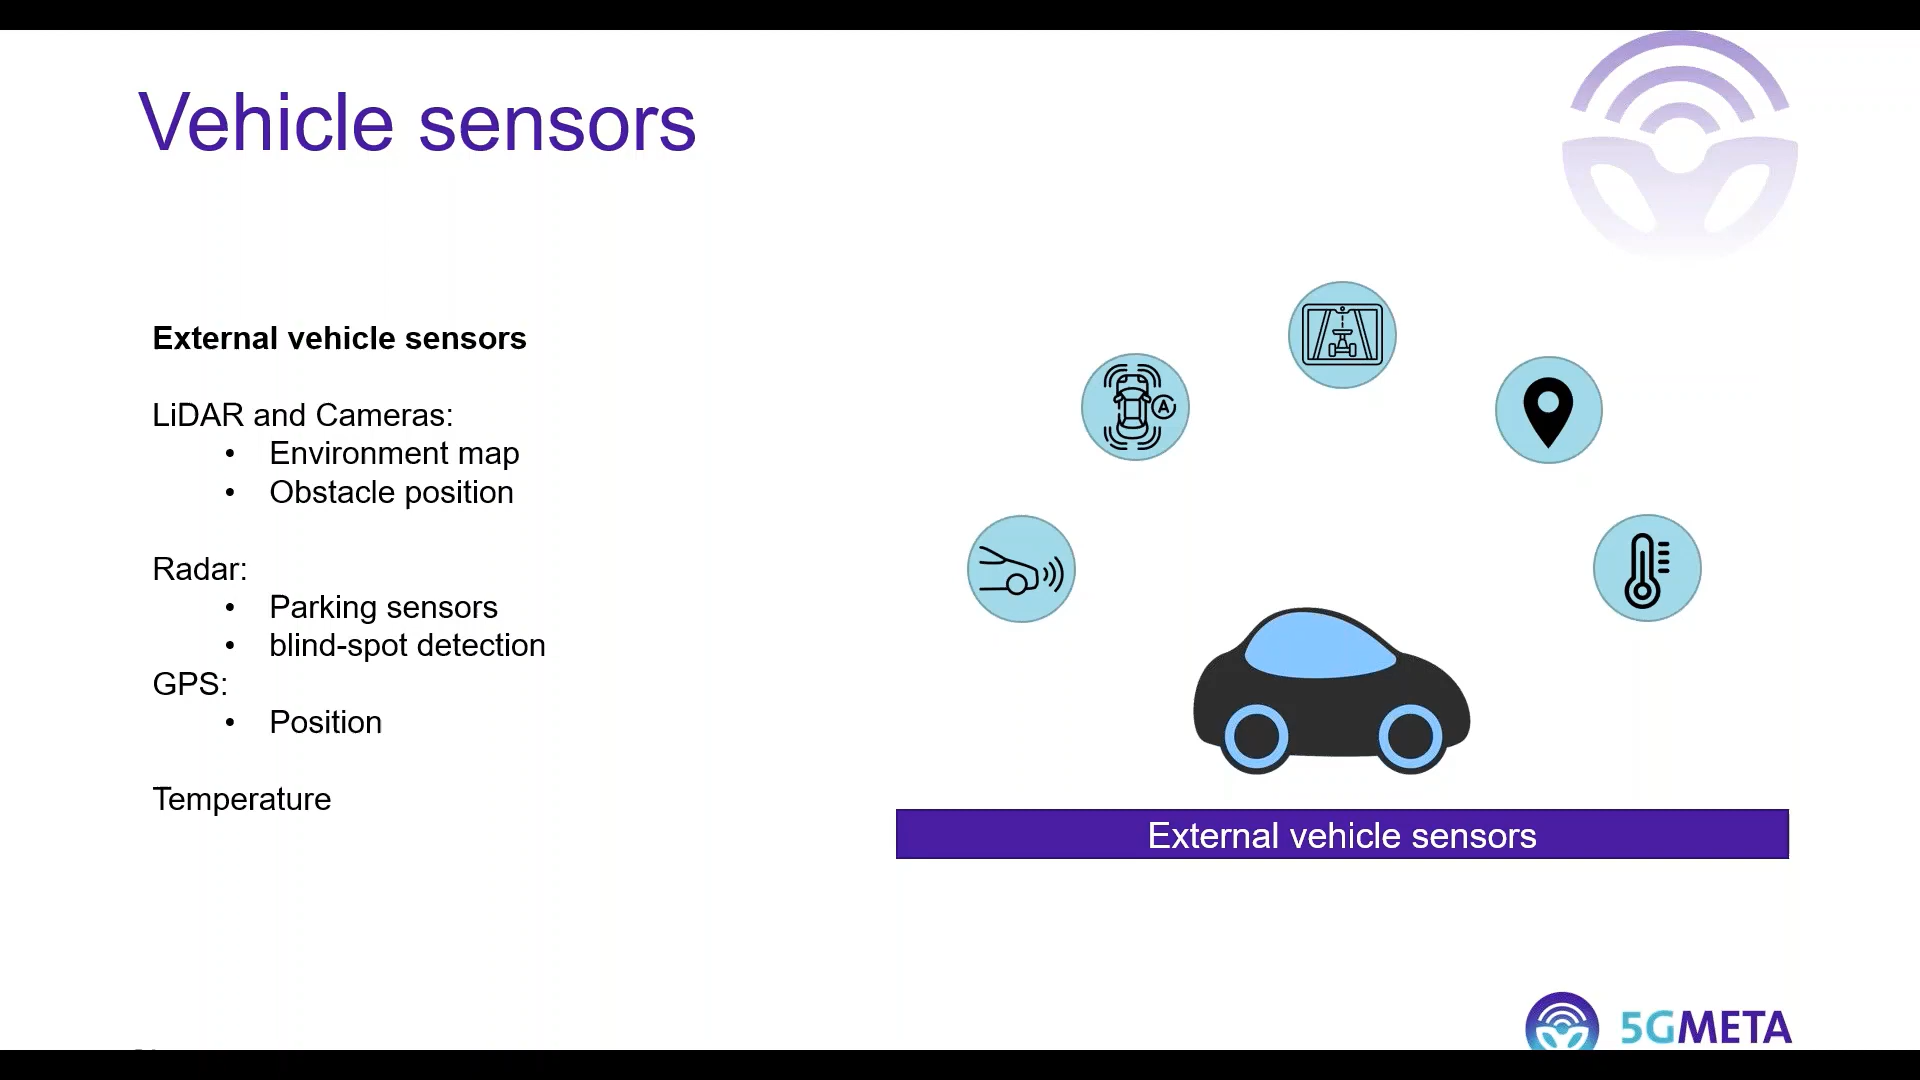 Vehicle sensors
External vehicle sensors
LiDAR and Cameras:
• Environment map
• Obstacle position
Radar:
• Parking sensors
• blind-spot detection
GPS:
• Position
Temperature
A
External vehicle sensors
5GMETA